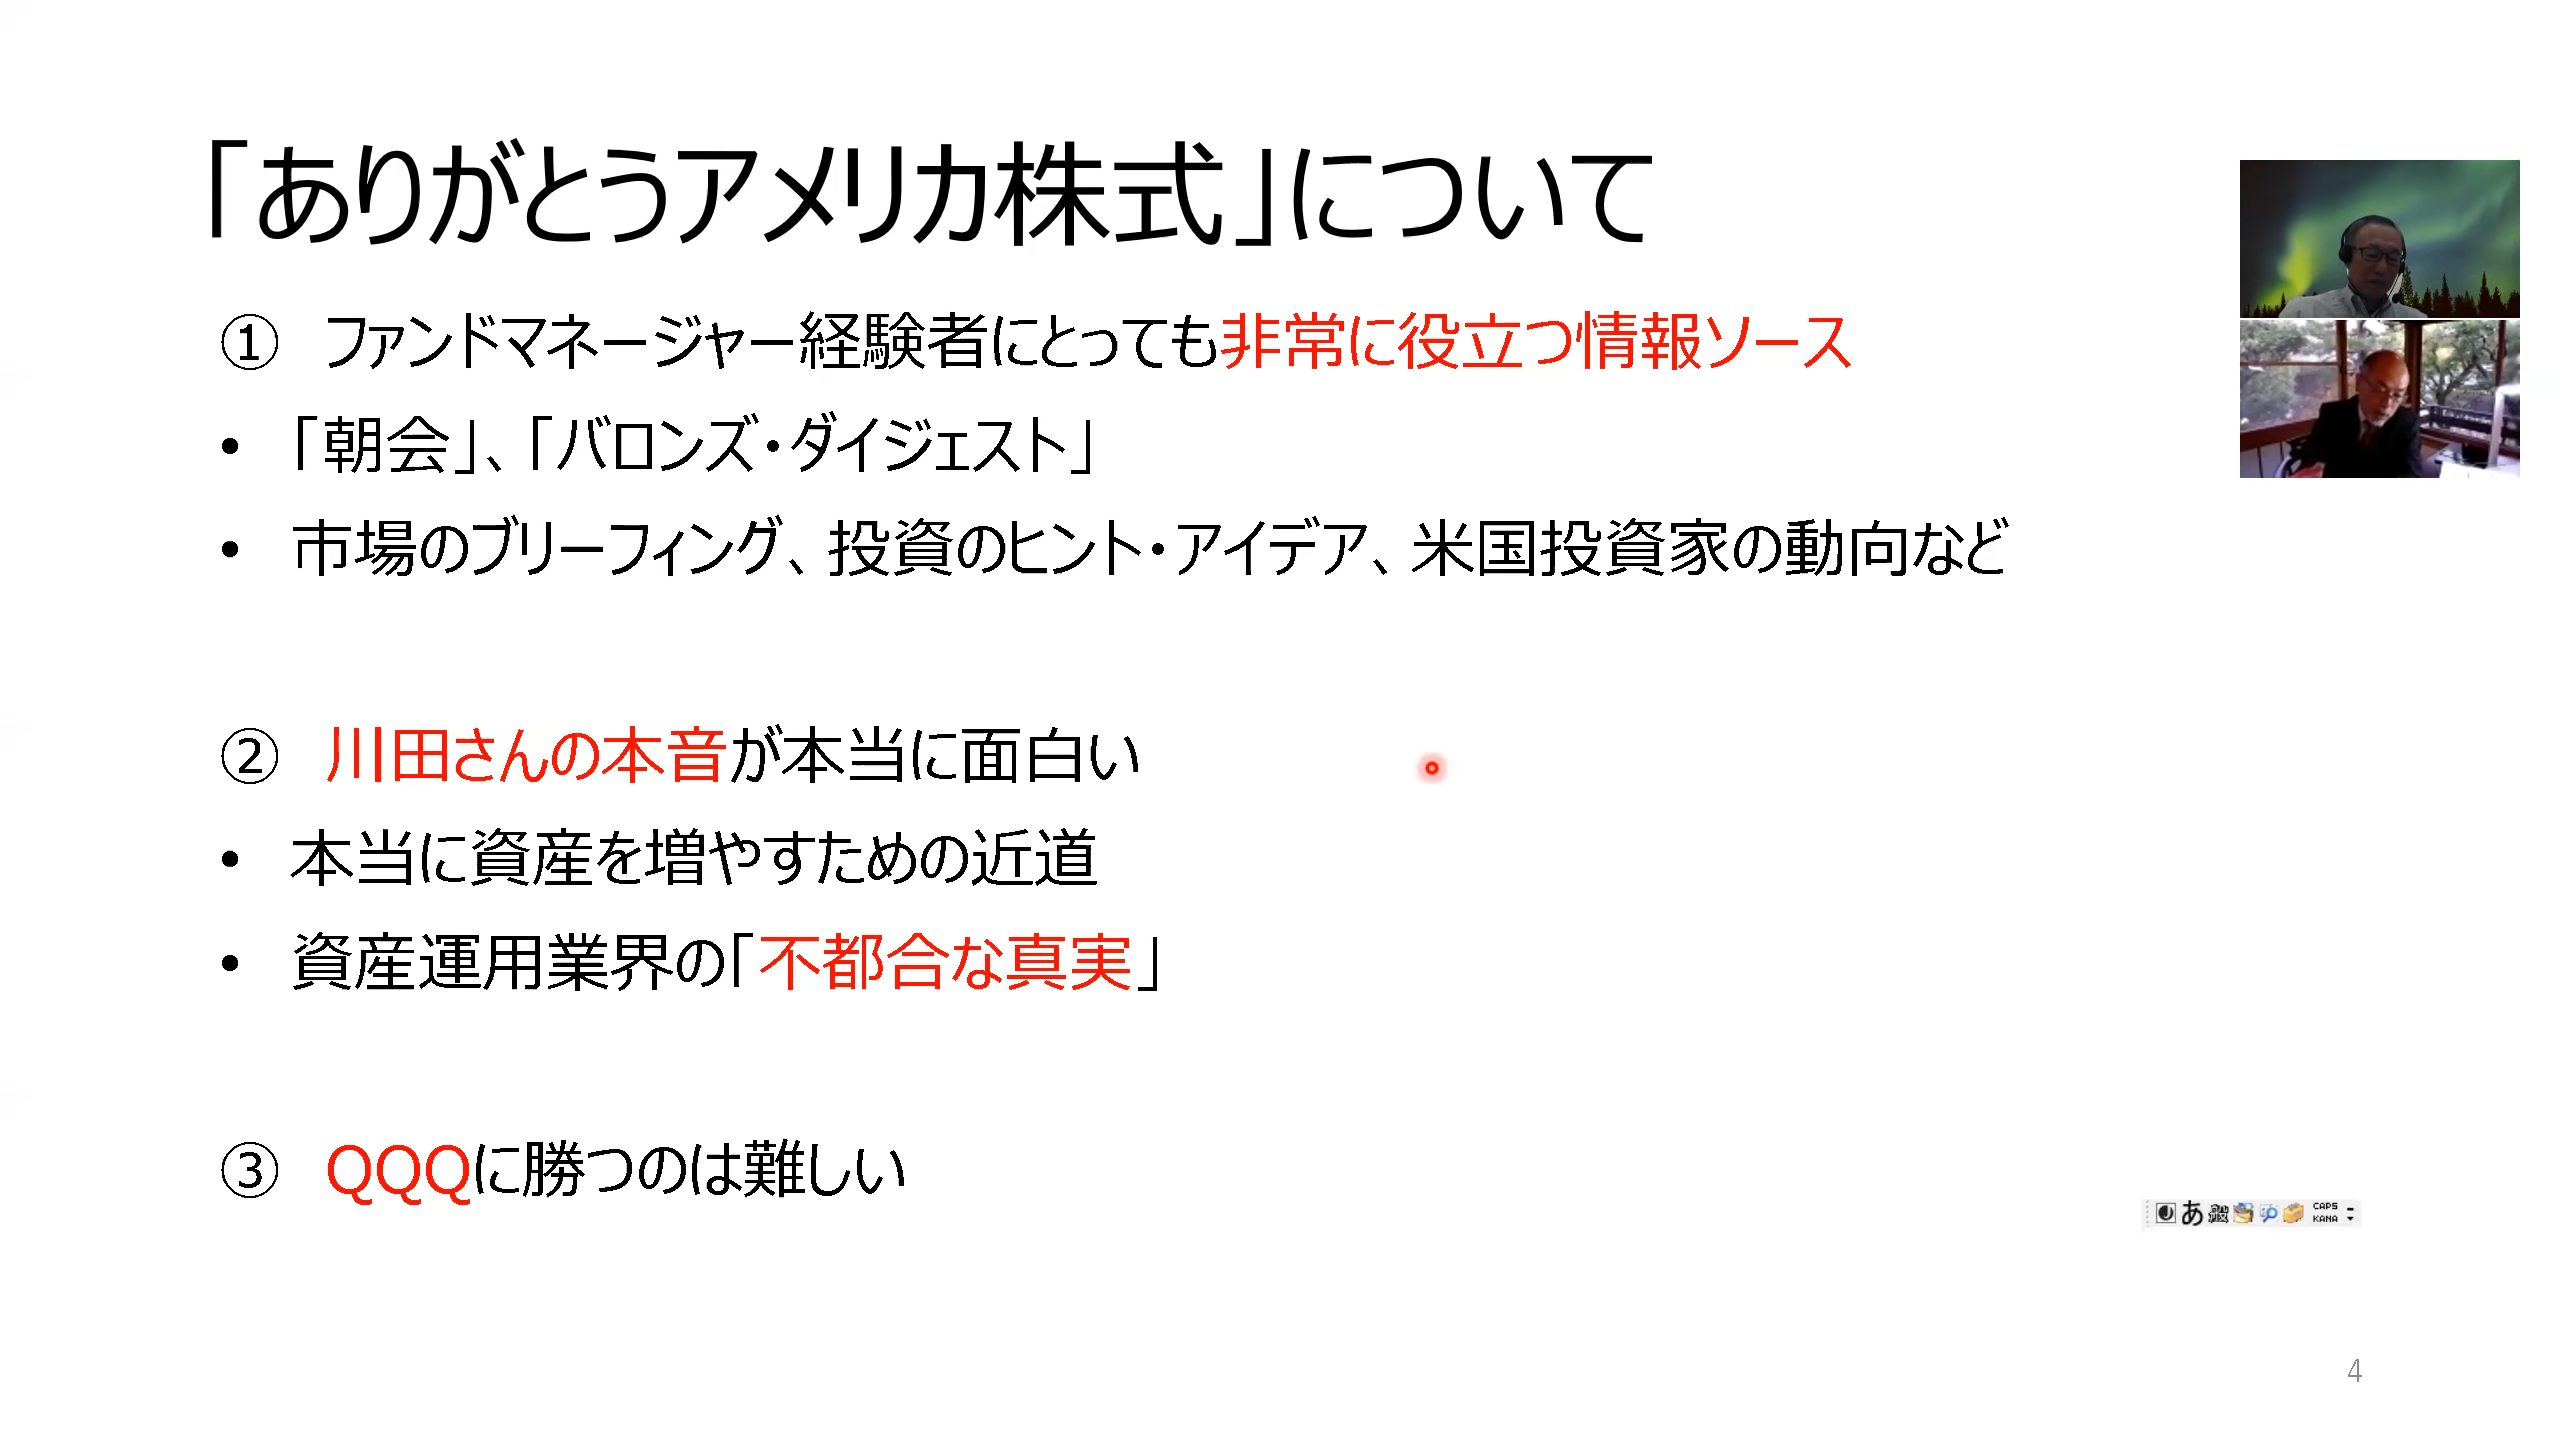 「ありがとうアメリカ株式」について
① ファンドマネージャー経験者にとっても非常に役立つ情報ソース
• 「朝会」、「バロンズ・ダイジェスト」
• 市場のブリーフィング、投資のヒント・アイデア、米国投資家の動向など
② 川田さんの本音が本当に面白い
• 本当に資産を増やすための近道
• 資産運用業界の「不都合な真実」
③ QQQに勝つのは難しい
あ 般 CAPS
KANA
4